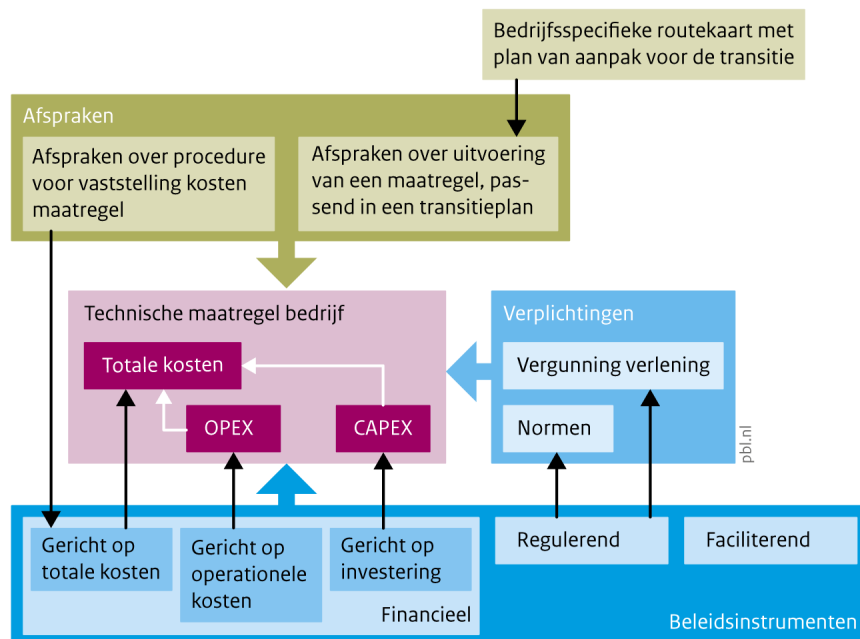 Bedrijfsspecifieke routekaart met
plan van aanpak voor de transitie
Afspraken
Afspraken over procedure
voor vaststelling kosten
maatregel
Afspraken over uitvoering
van een maatregel, pas-
send in een transitieplan
Technische maatregel bedrijf
Totale kosten
OPEX
CAPEX
Verplichtingen
Vergunning verlening
Normen
pbl.nl
Gericht op
totale kosten
Gericht op
operationele
kosten
Gericht op
investering
Financieel
Regulerend
Faciliterend
Beleidsinstrumenten